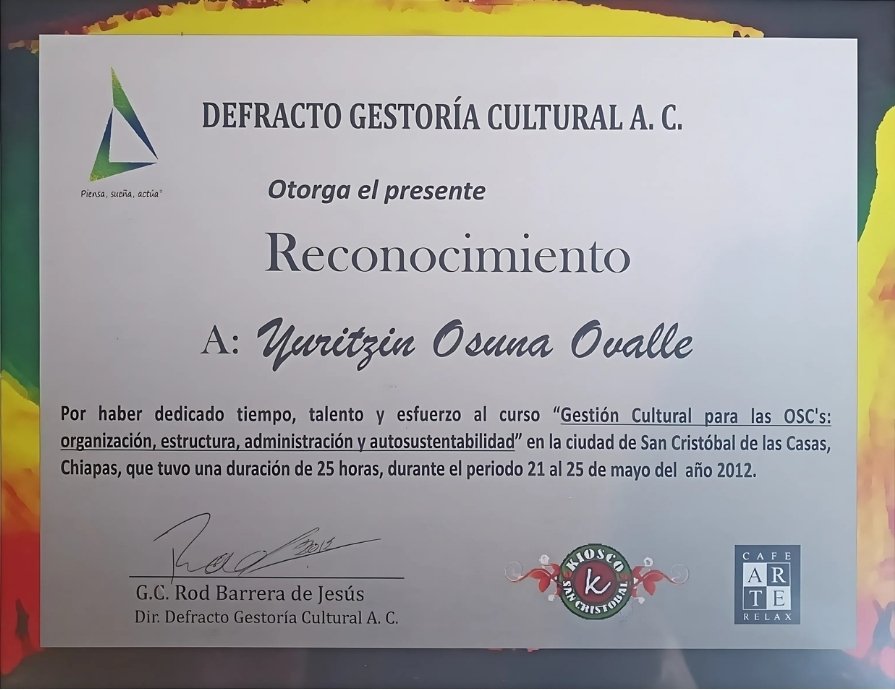 DEFRACTO GESTORÍA CULTURAL A. C.
Piensa, sueña, actúa
Otorga el presente
Reconocimiento
A: Yuritzin Osuna Ovalle
Por haber dedicado tiempo, talento y esfuerzo al curso “Gestión Cultural para las OSC's:
organización, estructura, administración y autosustentabilidad” en la ciudad de San Cristóbal de las Casas,
Chiapas, que tuvo una duración de 25 horas, durante el periodo 21 al 25 de mayo del año 2012.
2012
G.C. Rod Barrera de Jesús
Dir. Defracto Gestoría Cultural A. C.
KIOSCO
K
SAN CRISTOBAL
CAFE
AR
TE
RELAX